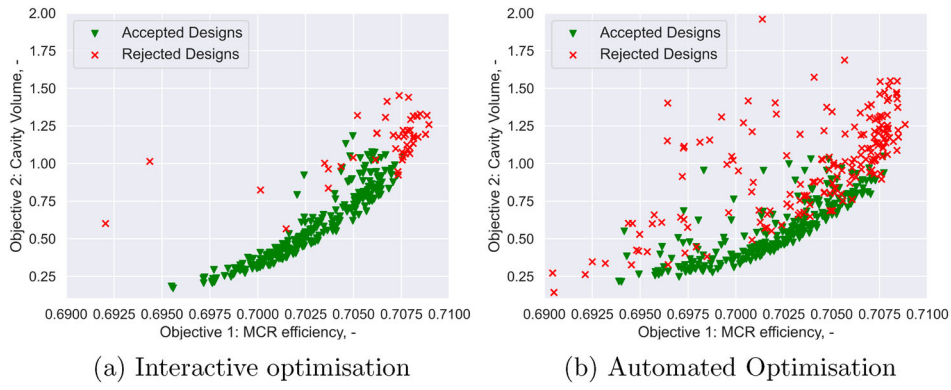 2.00
1.75
1.50
1.25
1.00
0.75
0.50
0.25
Objective 2: Cavity Volume, -
Accepted Designs
Rejected Designs
0.6900 0.6925 0.6950 0.6975 0.7000 0.7025 0.7050 0.7075 0.7100
Objective 1: MCR efficiency, -
(a) Interactive optimisation
2.00
1.75
1.50
1.25
1.00
0.75
0.50
0.25
Objective 2: Cavity Volume, -
Accepted Designs
Rejected Designs
0.6900 0.6925 0.6950 0.6975 0.7000 0.7025 0.7050 0.7075 0.7100
Objective 1: MCR efficiency, -
(b) Automated Optimisation